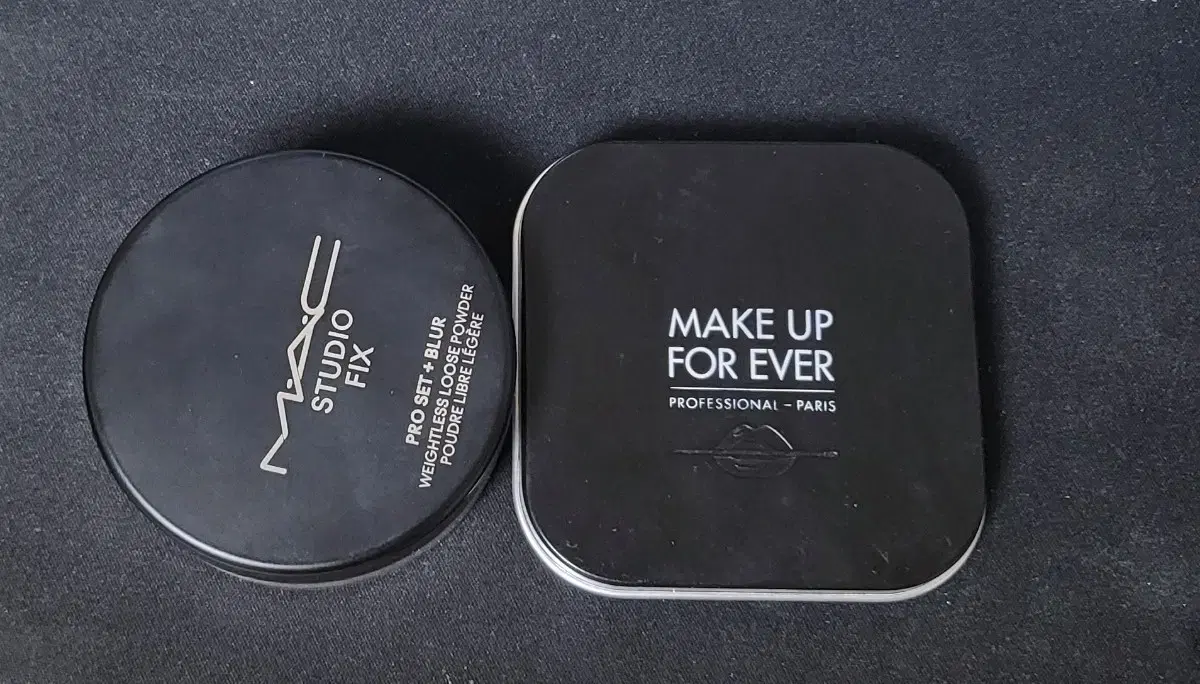 M·A·C
STUDIO
FIX
PRO SET + BLUR
WEIGHTLESS LOOSE POWDER
POUDRE LIBRE LÉGÈRE
MAKE UP
FOR EVER
PROFESSIONAL – PARIS